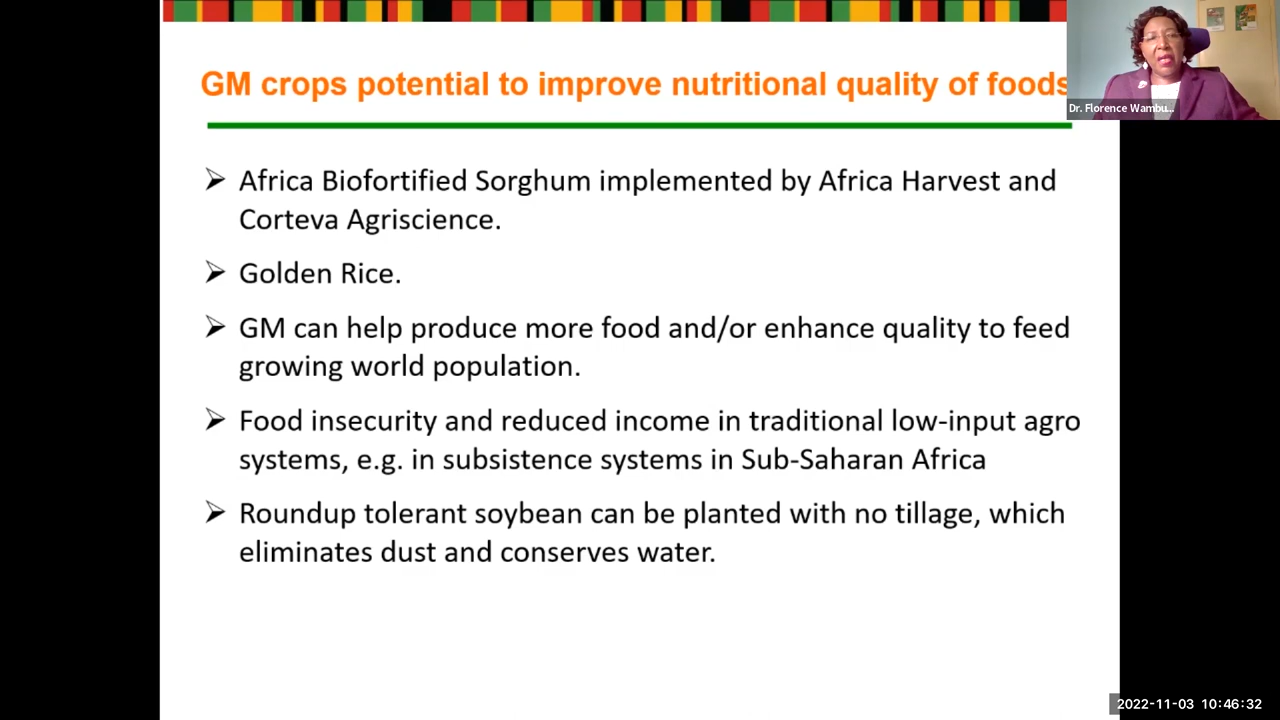 GM crops potential to improve nutritional quality of foods
Dr. Florence Wambu...
Africa Biofortified Sorghum implemented by Africa Harvest and
Corteva Agriscience.
Golden Rice.
GM can help produce more food and/or enhance quality to feed
growing world population.
Food insecurity and reduced income in traditional low-input agro
systems, e.g. in subsistence systems in Sub-Saharan Africa
Roundup tolerant soybean can be planted with no tillage, which
eliminates dust and conserves water.
2022-11-03 10:46:32